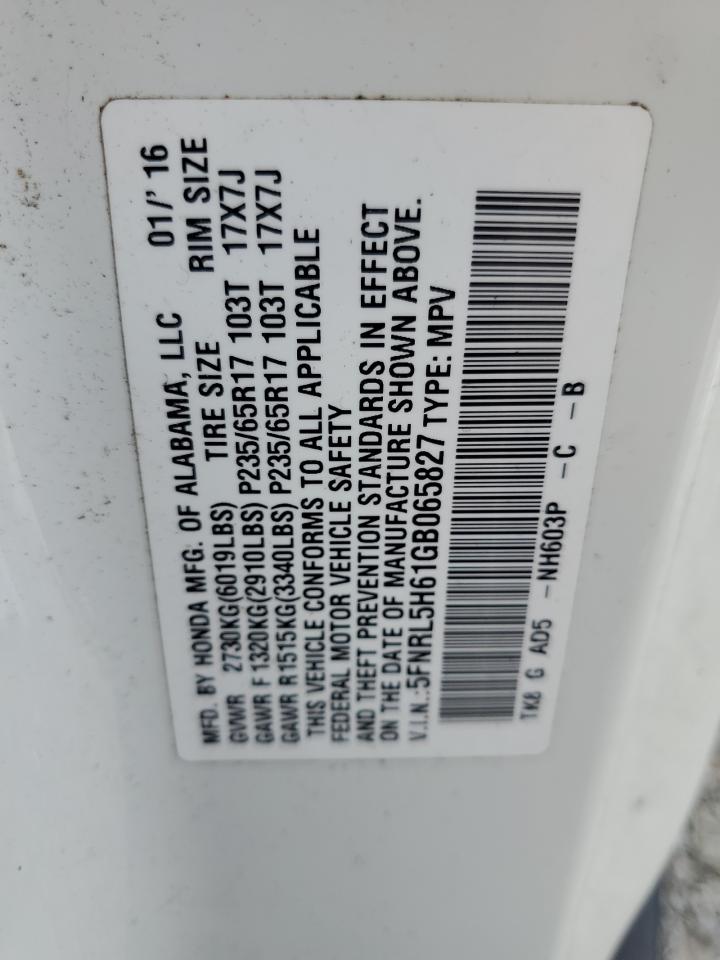 MFD. BY HONDA MFG. OF ALABAMA, LLC 01/'16
GVWR 2730KG(6019LBS) TIRE SIZE RIM SIZE
GAWR F1320KG(2910LBS) P235/65R17 103T 17X7J
GAWR R1515KG(3340LBS) P235/65R17 103T 17X7J
THIS VEHICLE CONFORMS TO ALL APPLICABLE
FEDERAL MOTOR VEHICLE SAFETY
AND THEFT PREVENTION STANDARDS IN EFFECT
ON THE DATE OF MANUFACTURE SHOWN ABOVE.
V.I.N.:5FNRL5H61GB065827 TYPE: MPV
TK8 G AD5 -NH603P -C -B